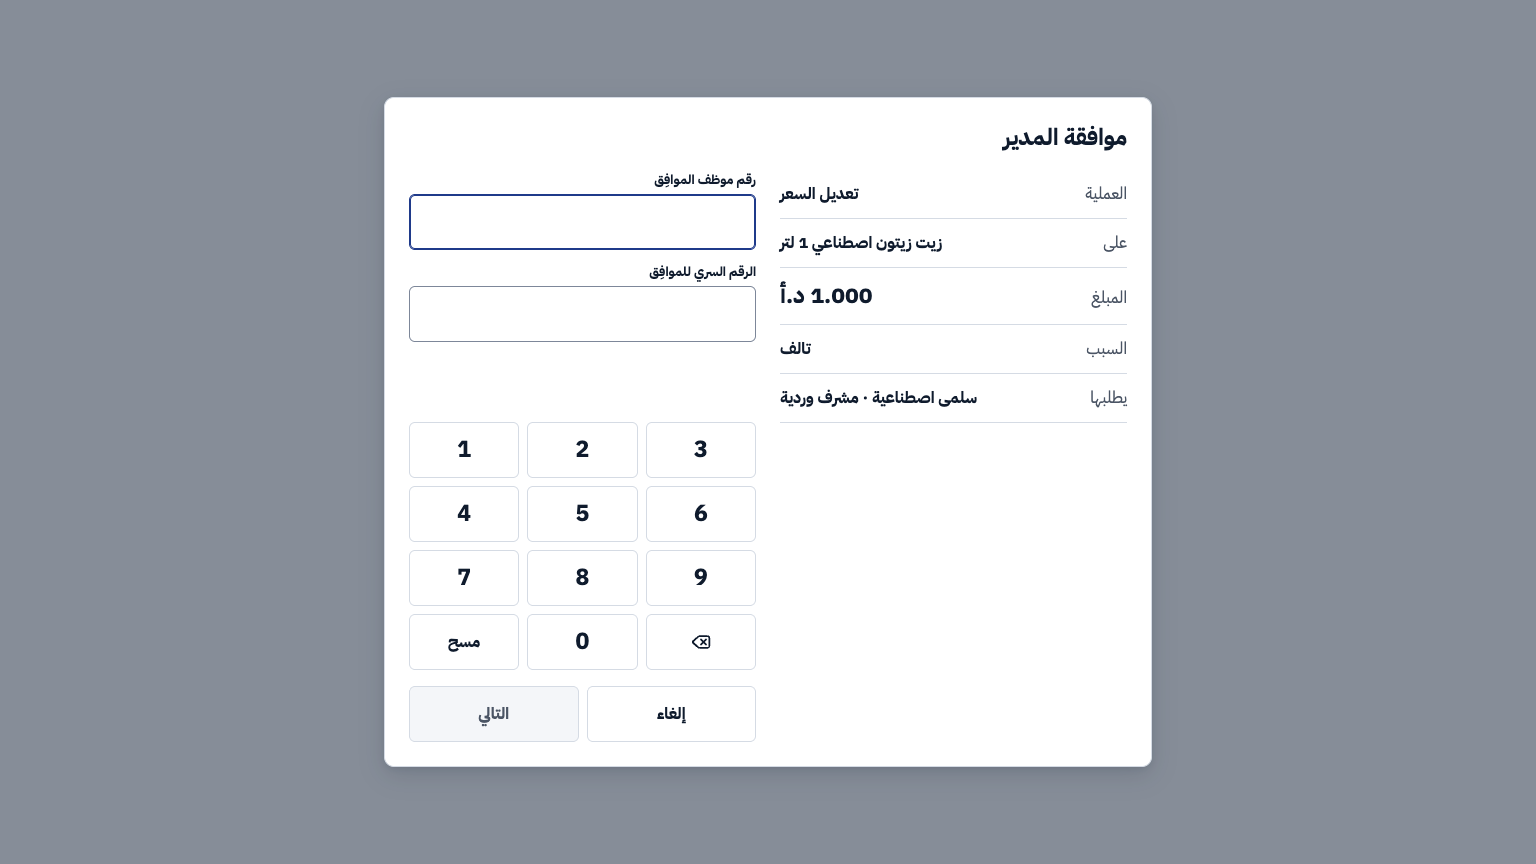 موافقة المدير
العملية تعديل السعر
على زيت زيتون اصطناعي 1 لتر
المبلغ 1.000 د.أ
السبب تالف
يطلبها سلمى اصطناعية · مشرف وردية
رقم موظف الموافِق
الرقم السري للموافِق
1 2 3
4 5 6
7 8 9
مسح 0
إلغاء التالي